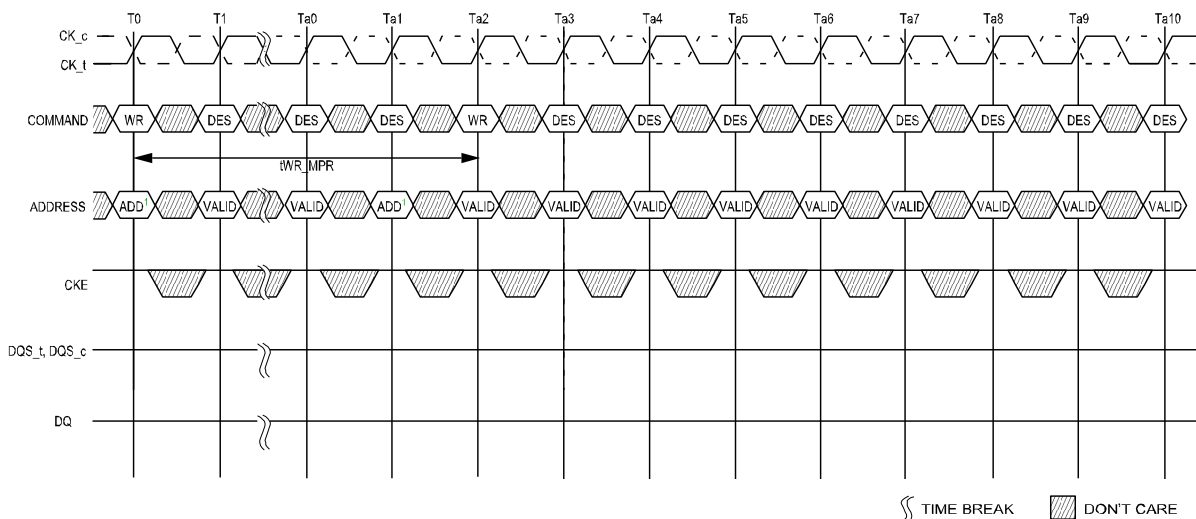 T0 T1 Ta0 Ta1 Ta2 Ta3 Ta4 Ta5 Ta6 Ta7 Ta8 Ta9 Ta10
CK_c
CK_t
COMMAND WR DES DES DES WR DES DES DES DES DES DES DES DES
tWR_MPR
ADDRESS ADD1 VALID VALID ADD1 VALID VALID VALID VALID VALID VALID VALID VALID VALID
CKE
DQS_t, DQS_c
DQ
TIME BREAK DON'T CARE